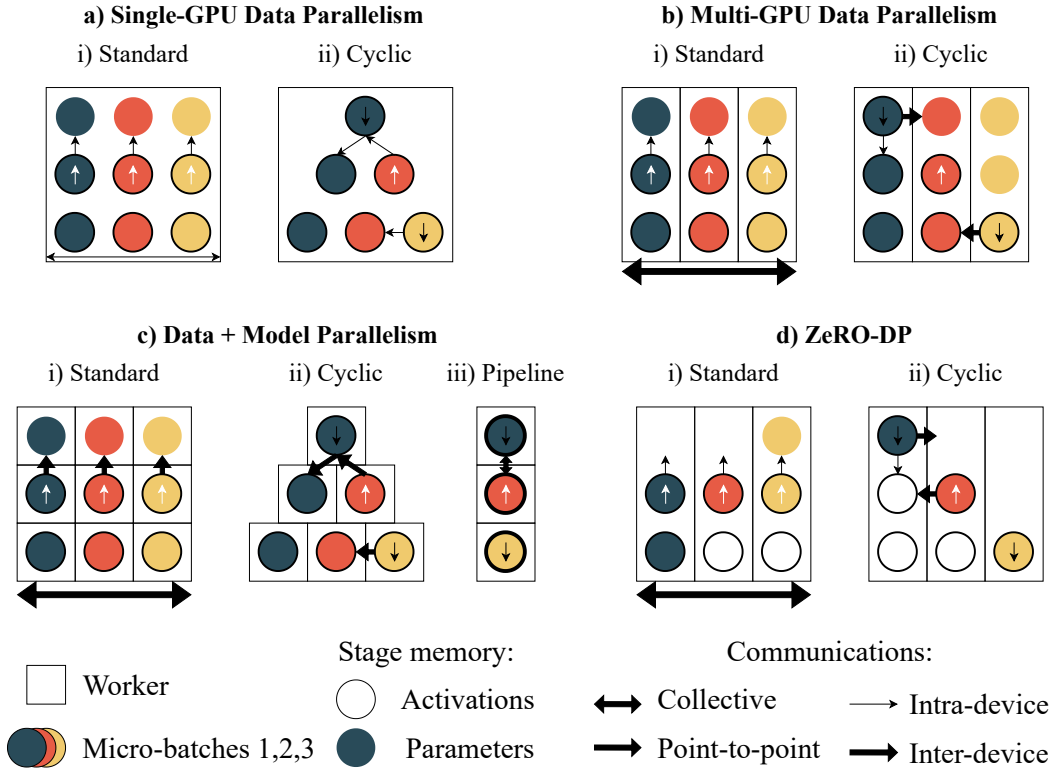 a) Single-GPU Data Parallelism
i) Standard
ii) Cyclic
b) Multi-GPU Data Parallelism
i) Standard
ii) Cyclic
c) Data + Model Parallelism
i) Standard
ii) Cyclic
iii) Pipeline
d) ZeRO-DP
i) Standard
ii) Cyclic
Worker
Micro-batches 1,2,3
Stage memory:
Activations
Parameters
Communications:
Collective
Point-to-point
Intra-device
Inter-device